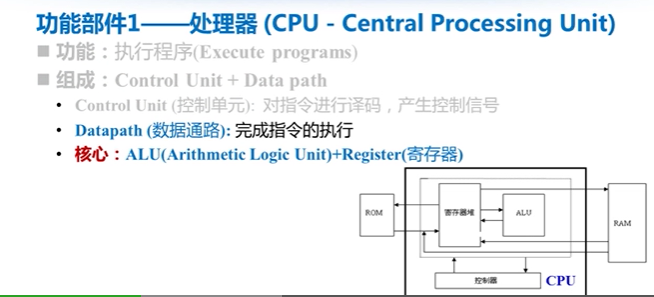 功能部件1——处理器 (CPU - Central Processing Unit)
■ 功能：执行程序(Execute programs)
■ 组成：Control Unit + Data path
• Control Unit (控制单元): 对指令进行译码，产生控制信号
• Datapath (数据通路): 完成指令的执行
• 核心：ALU(Arithmetic Logic Unit)+Register(寄存器)
ROM
寄存器堆
ALU
RAM
控制器
CPU